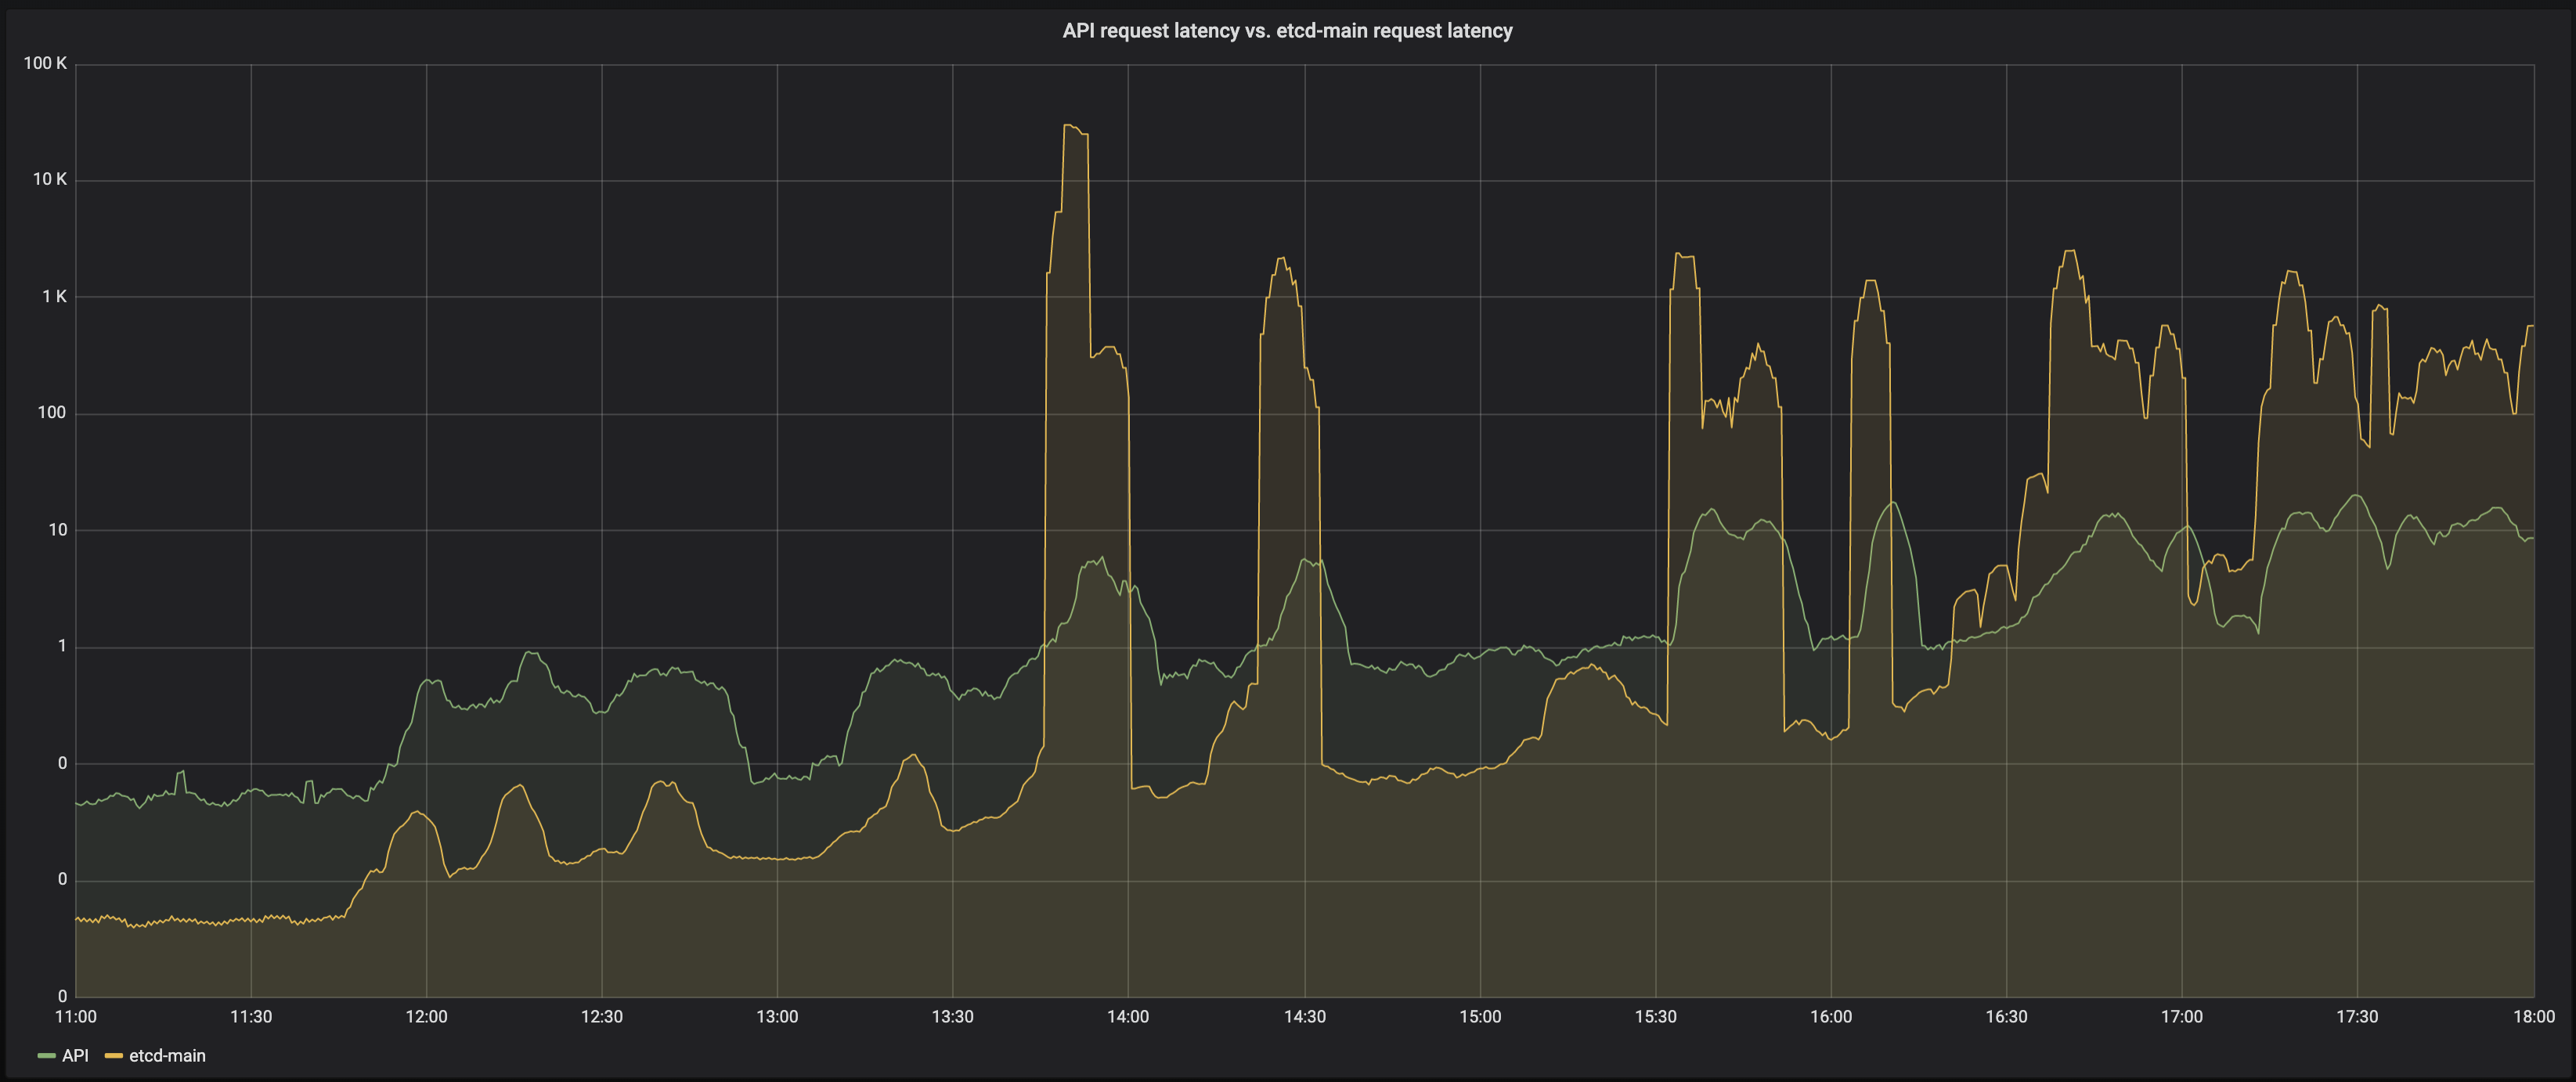 API request latency vs. etcd-main request latency
100 K
10 K
1 K
100
10
1
0
0
0
11:00 11:30 12:00 12:30 13:00 13:30 14:00 14:30 15:00 15:30 16:00 16:30 17:00 17:30 18:00
API etcd-main